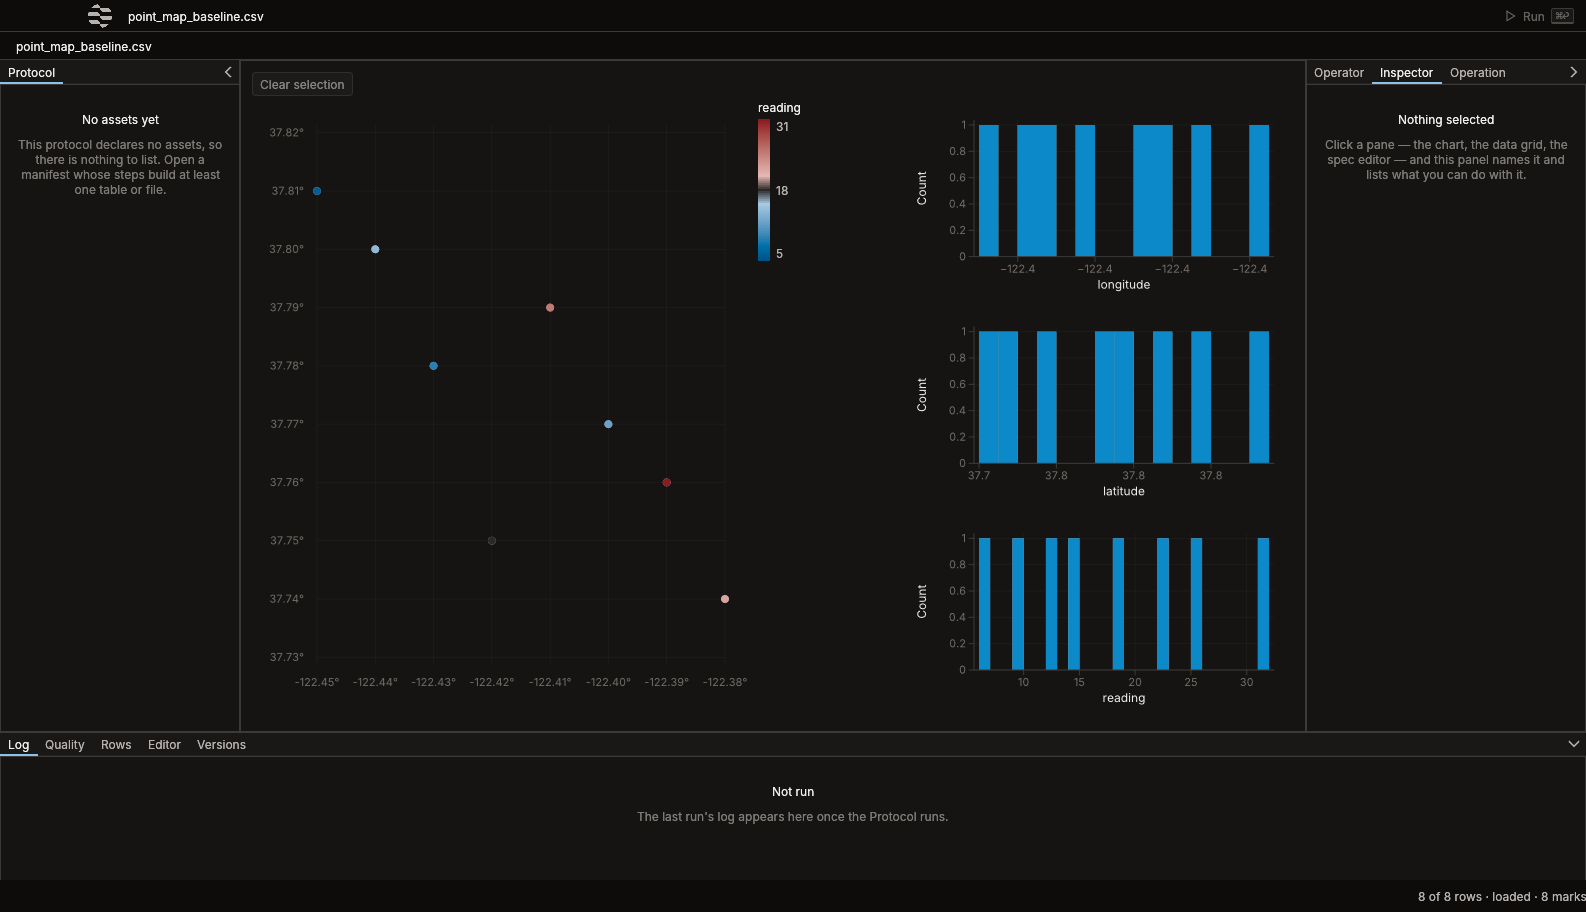 point_map_baseline.csv
Run
point_map_baseline.csv
Protocol
No assets yet
This protocol declares no assets, so
there is nothing to list. Open a
manifest whose steps build at least
one table or file.
Clear selection
37.82°
37.81°
37.80°
37.79°
37.78°
37.77°
37.76°
37.75°
37.74°
37.73°
-122.45° -122.44° -122.43° -122.42° -122.41° -122.40° -122.39° -122.38°
reading
31
18
5
Count
1
0.8
0.6
0.4
0.2
0
−122.4 −122.4 −122.4 −122.4
longitude
Count
1
0.8
0.6
0.4
0.2
0
37.7 37.8 37.8 37.8
latitude
Count
1
0.8
0.6
0.4
0.2
0
10 15 20 25 30
reading
Operator Inspector Operation
Nothing selected
Click a pane — the chart, the data grid, the
spec editor — and this panel names it and
lists what you can do with it.
Log Quality Rows Editor Versions
Not run
The last run's log appears here once the Protocol runs.
8 of 8 rows · loaded · 8 marks